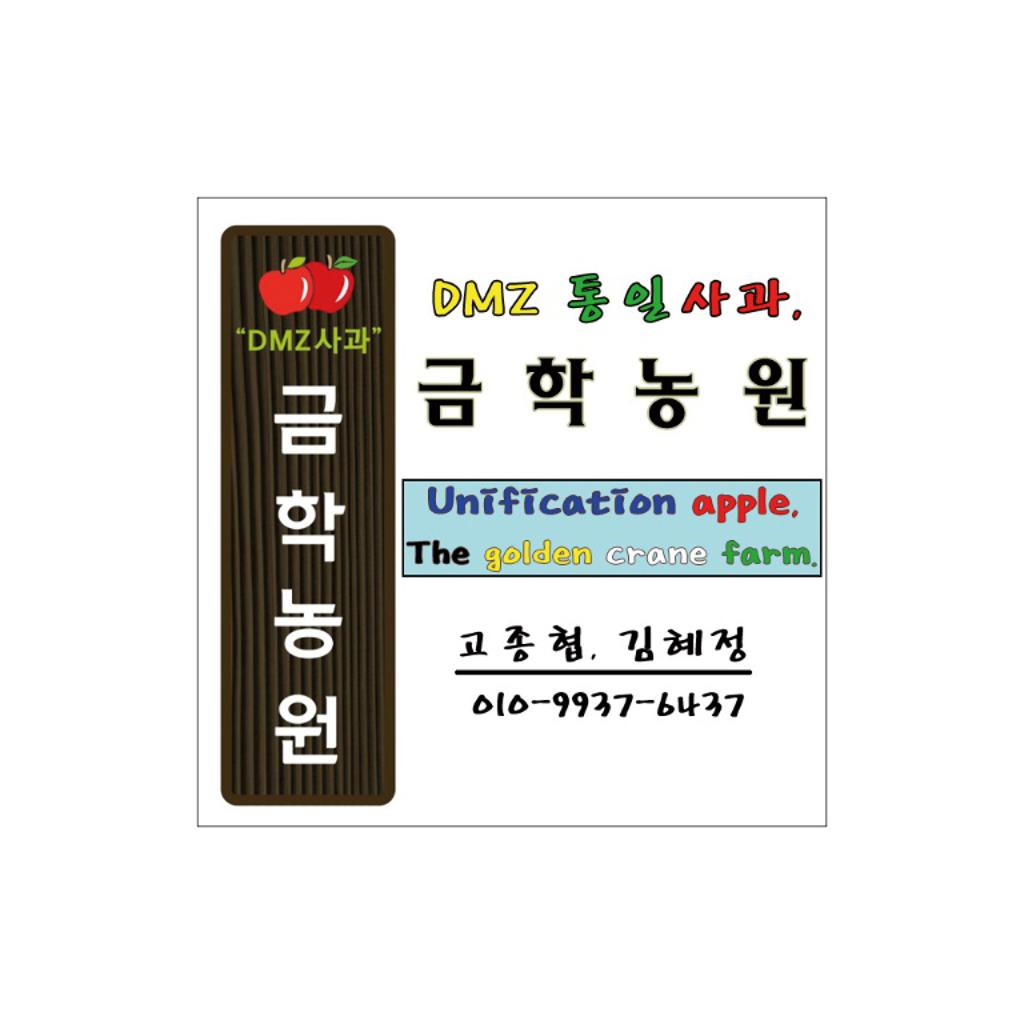 “DMZ사과”
금학농원
DMZ 통일사과,
금학농원
Unification apple,
The golden crane farm.
고종협, 김혜정
010-9937-6437